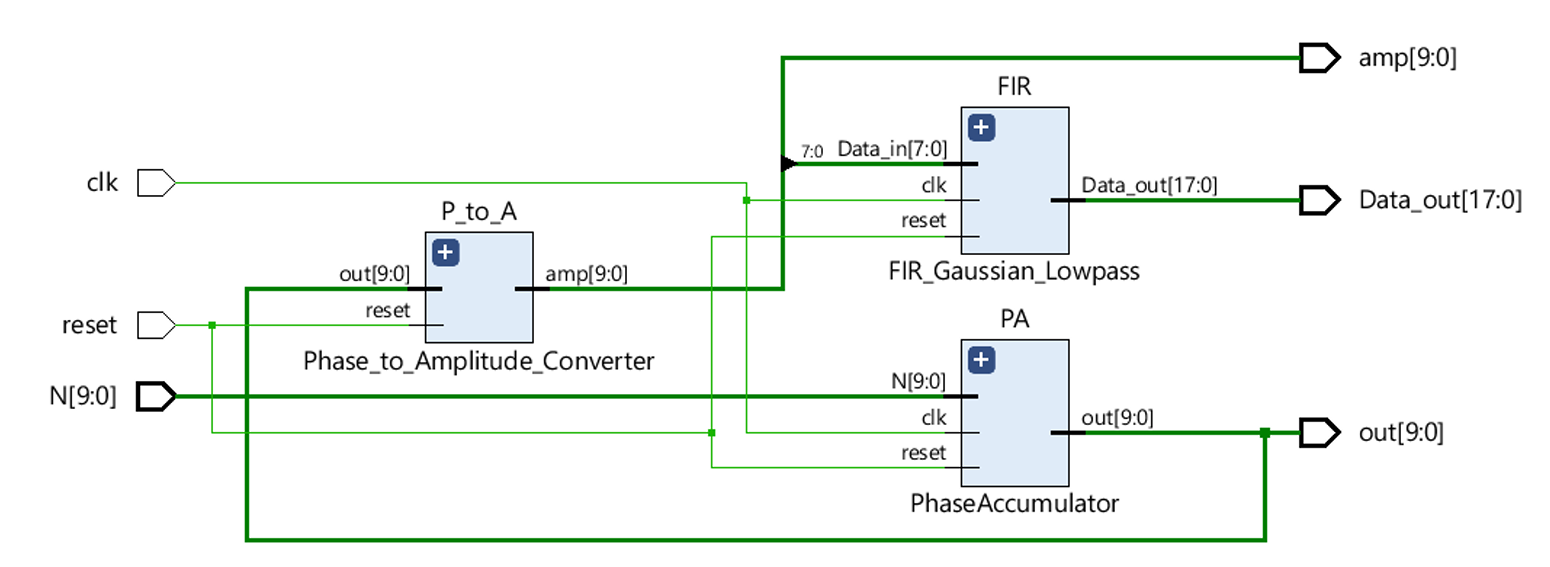 amp[9:0]
FIR
7:0 Data_in[7:0]
clk
clk
Data_out[17:0]
Data_out[17:0]
P_to_A
reset
FIR_Gaussian_Lowpass
out[9:0]
amp[9:0]
reset
reset
PA
Phase_to_Amplitude_Converter
N[9:0]
N[9:0]
clk
out[9:0]
out[9:0]
reset
PhaseAccumulator